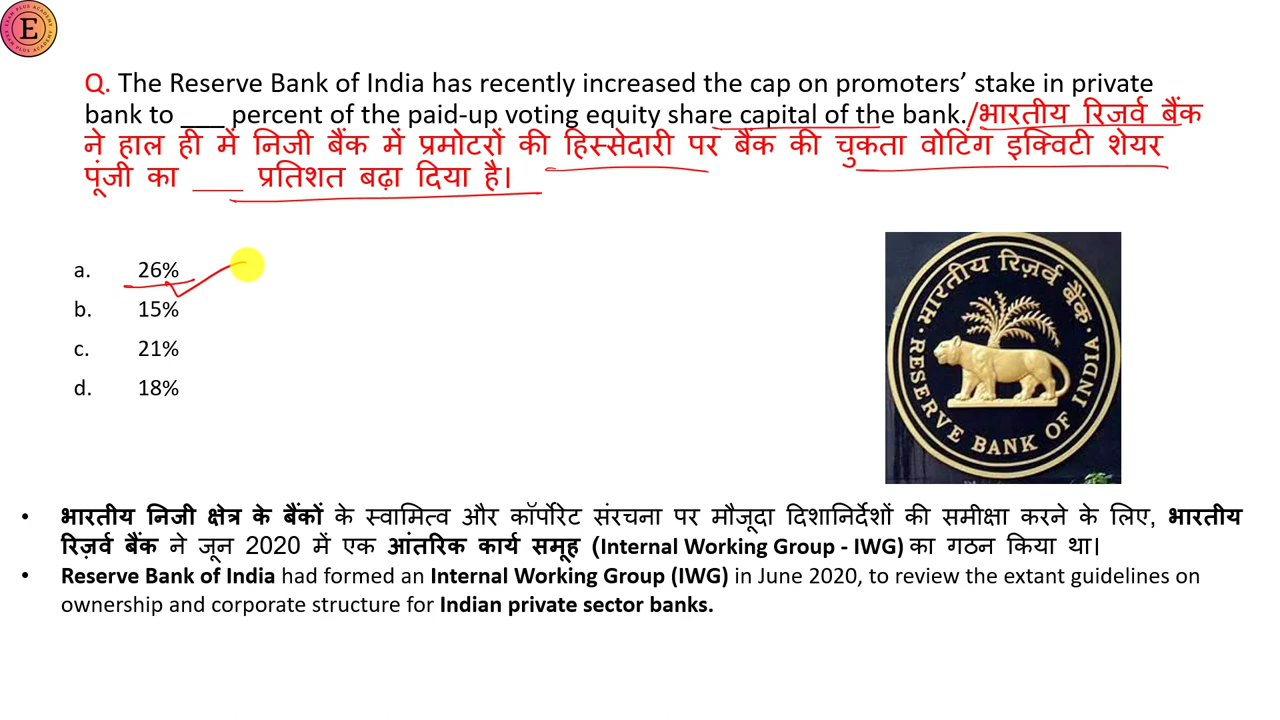 E
EXAM PLUS ACADEMY
Q. The Reserve Bank of India has recently increased the cap on promoters’ stake in private
bank to ___ percent of the paid-up voting equity share capital of the bank./भारतीय रिजर्व बैंक
ने हाल ही में निजी बैंक में प्रमोटरों की हिस्सेदारी पर बैंक की चुकता वोटिंग इक्विटी शेयर
पूंजी का ___ प्रतिशत बढ़ा दिया है।
a. 26%
b. 15%
c. 21%
d. 18%
भारतीय रिज़र्व बैंक
RESERVE BANK OF INDIA
• भारतीय निजी क्षेत्र के बैंकों के स्वामित्व और कॉर्पोरेट संरचना पर मौजूदा दिशानिर्देशों की समीक्षा करने के लिए, भारतीय
रिज़र्व बैंक ने जून 2020 में एक आंतरिक कार्य समूह (Internal Working Group - IWG) का गठन किया था।
• Reserve Bank of India had formed an Internal Working Group (IWG) in June 2020, to review the extant guidelines on
ownership and corporate structure for Indian private sector banks.